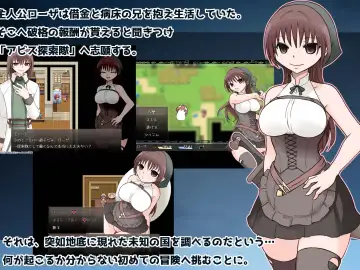 主人公ローザは借金と病床の兄を抱え生活していた。
そこへ破格の報酬が貰えると聞きつけ
「アビス探索隊」へ志願する。
それは、突如地底に現れた未知の国を調べるのだという…
何が起こるか分からない初めての冒険へ挑むことに。